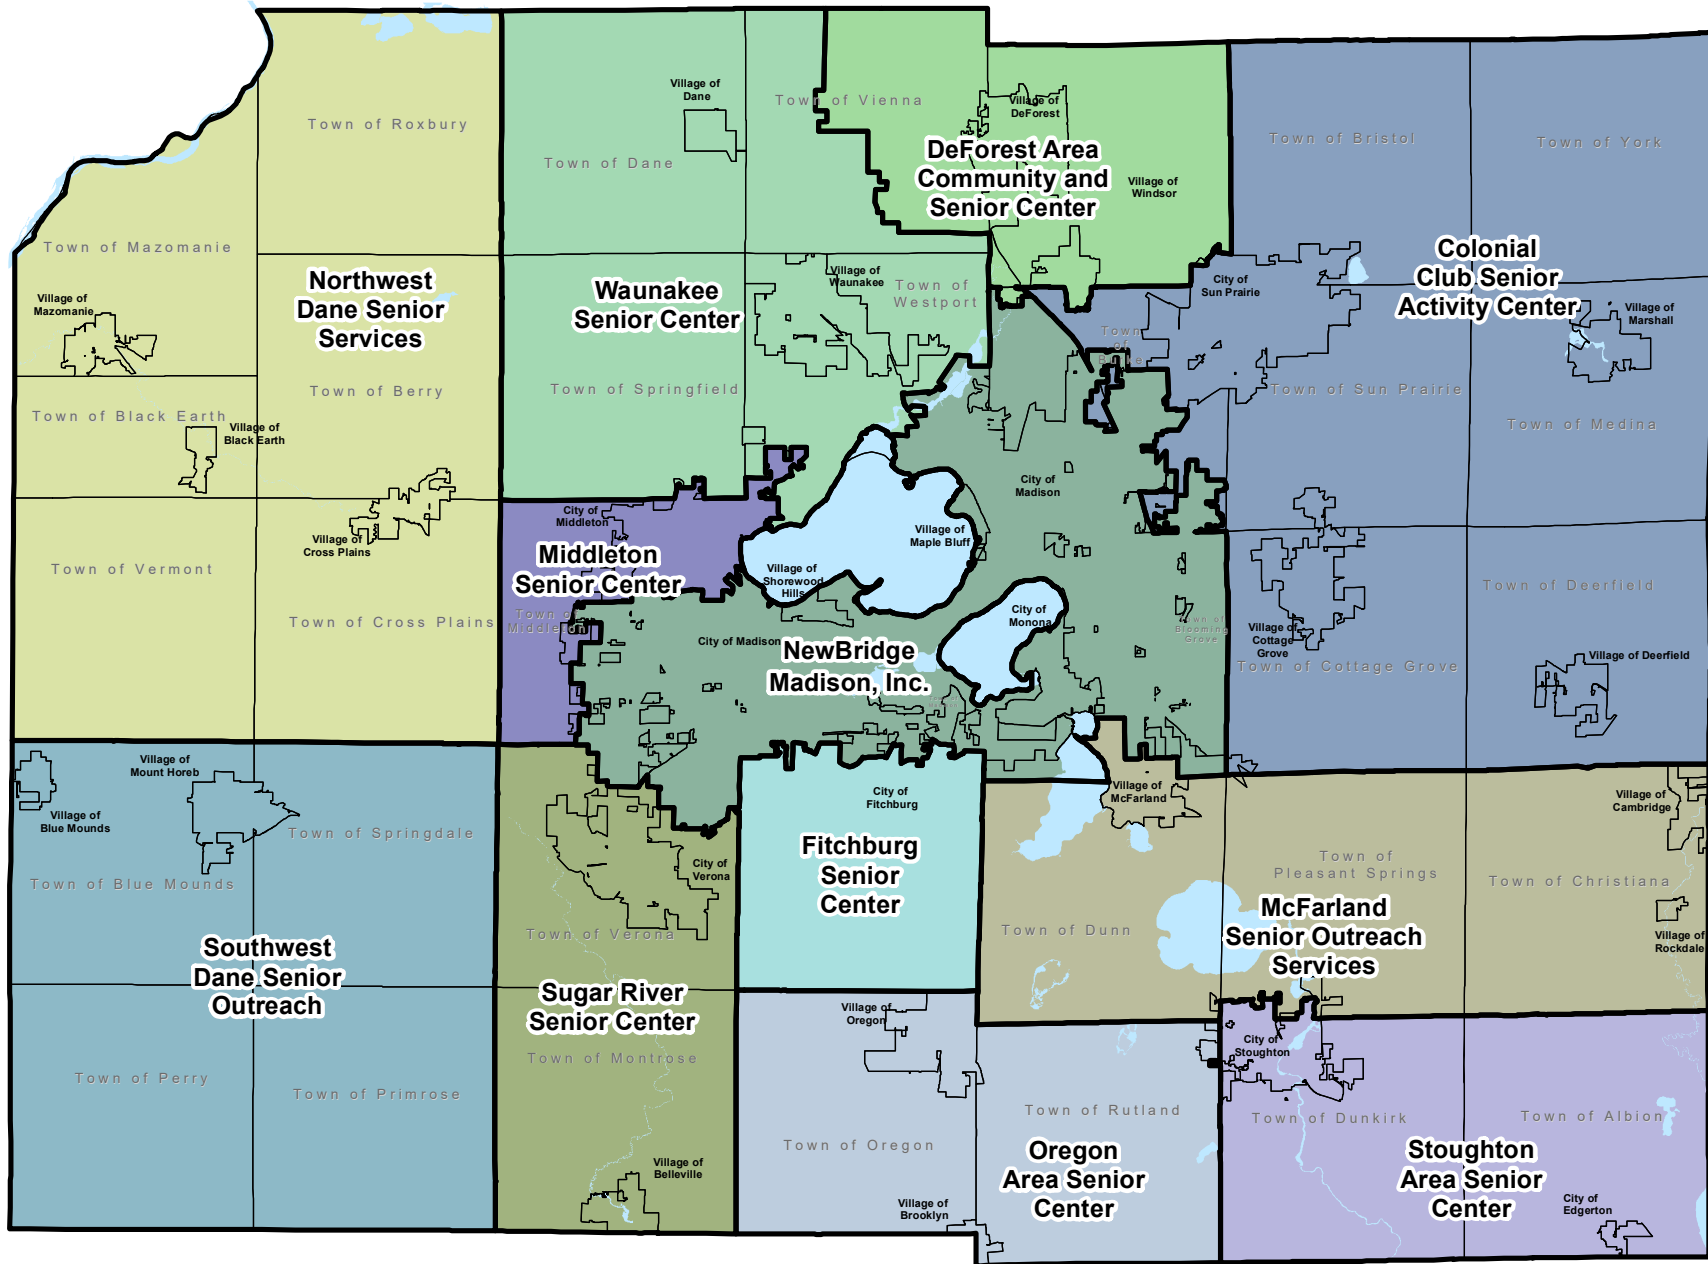 Village of
Dane
Town of Vienna
Village of
DeForest
Town of Roxbury
Town of Dane
DeForest Area
Community and
Senior Center
Village of
Windsor
Town of Bristol
Town of York
Town of Mazomanie
Village of
Mazomanie
Northwest
Dane Senior
Services
Waunakee
Senior Center
Village of
Waunakee
Town of
Westport
City of
Sun Prairie
Colonial
Club Senior
Activity Center
Village of
Marshall
Town
of
Burke
Town of Berry
Town of Springfield
Town of Sun Prairie
Town of Black Earth
Village of
Black Earth
Town of Medina
City of
Madison
Village of
Cross Plains
City of
Middleton
Middleton
Senior Center
Village of
Maple Bluff
Village of
Shorewood
Hills
Town of Vermont
Town of Deerfield
Town of Cross Plains
Town of
Middleton
City of Madison
NewBridge
Madison, Inc.
City of
Monona
Town of
Blooming
Grove
Village of
Cottage
Grove
Town of Cottage Grove
Village of Deerfield
Village of
Mount Horeb
Village of
Blue Mounds
Town of Springdale
City of
Fitchburg
Village of
McFarland
Village of
Cambridge
Town of Blue Mounds
City of
Verona
Fitchburg
Senior
Center
Town of
Pleasant Springs
Town of Christiana
Town of Verona
Town of Dunn
McFarland
Senior Outreach
Services
Village of
Rockdale
Southwest
Dane Senior
Outreach
Sugar River
Senior Center
Village of
Oregon
City of
Stoughton
Town of Montrose
Town of Perry
Town of Primrose
Town of Rutland
Town of Oregon
Town of Dunkirk
Town of Albion
Village of
Belleville
Oregon
Area Senior
Center
Stoughton
Area Senior
Center
Village of
Brooklyn
City of
Edgerton